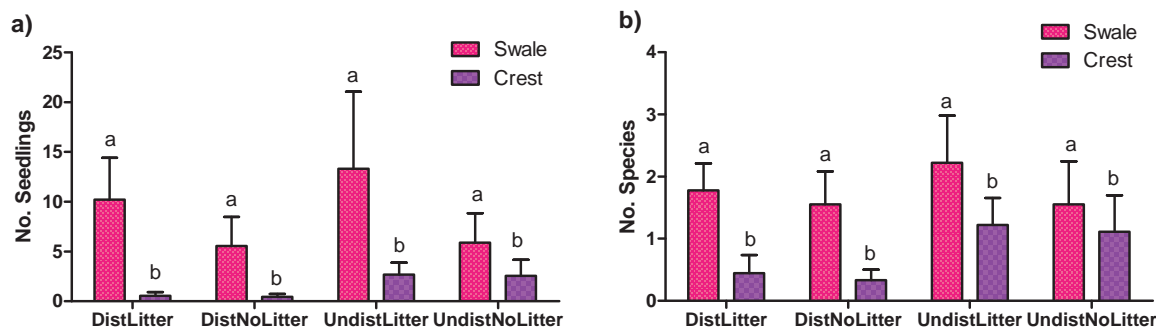 a)
Swale
Crest
No. Seedlings
25
20
15
10
5
0
a
b
a
b
a
b
a
b
DistLitter DistNoLitter UndistLitter UndistNoLitter
b)
Swale
Crest
No. Species
4
3
2
1
0
a
b
a
b
a
b
a
b
DistLitter DistNoLitter UndistLitter UndistNoLitter